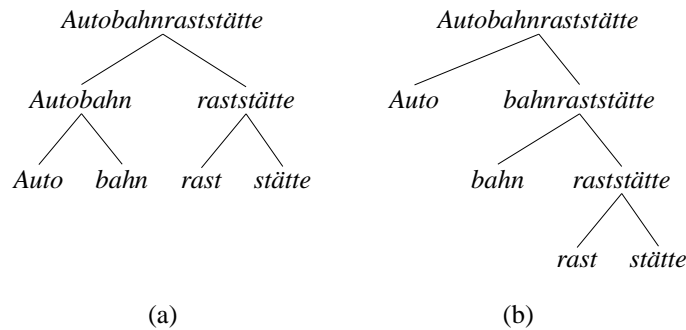 Autobahnraststätte Autobahnraststätte
Autobahn raststätte Auto bahnraststätte
Auto bahn rast stätte bahn raststätte
rast stätte
(a) (b)